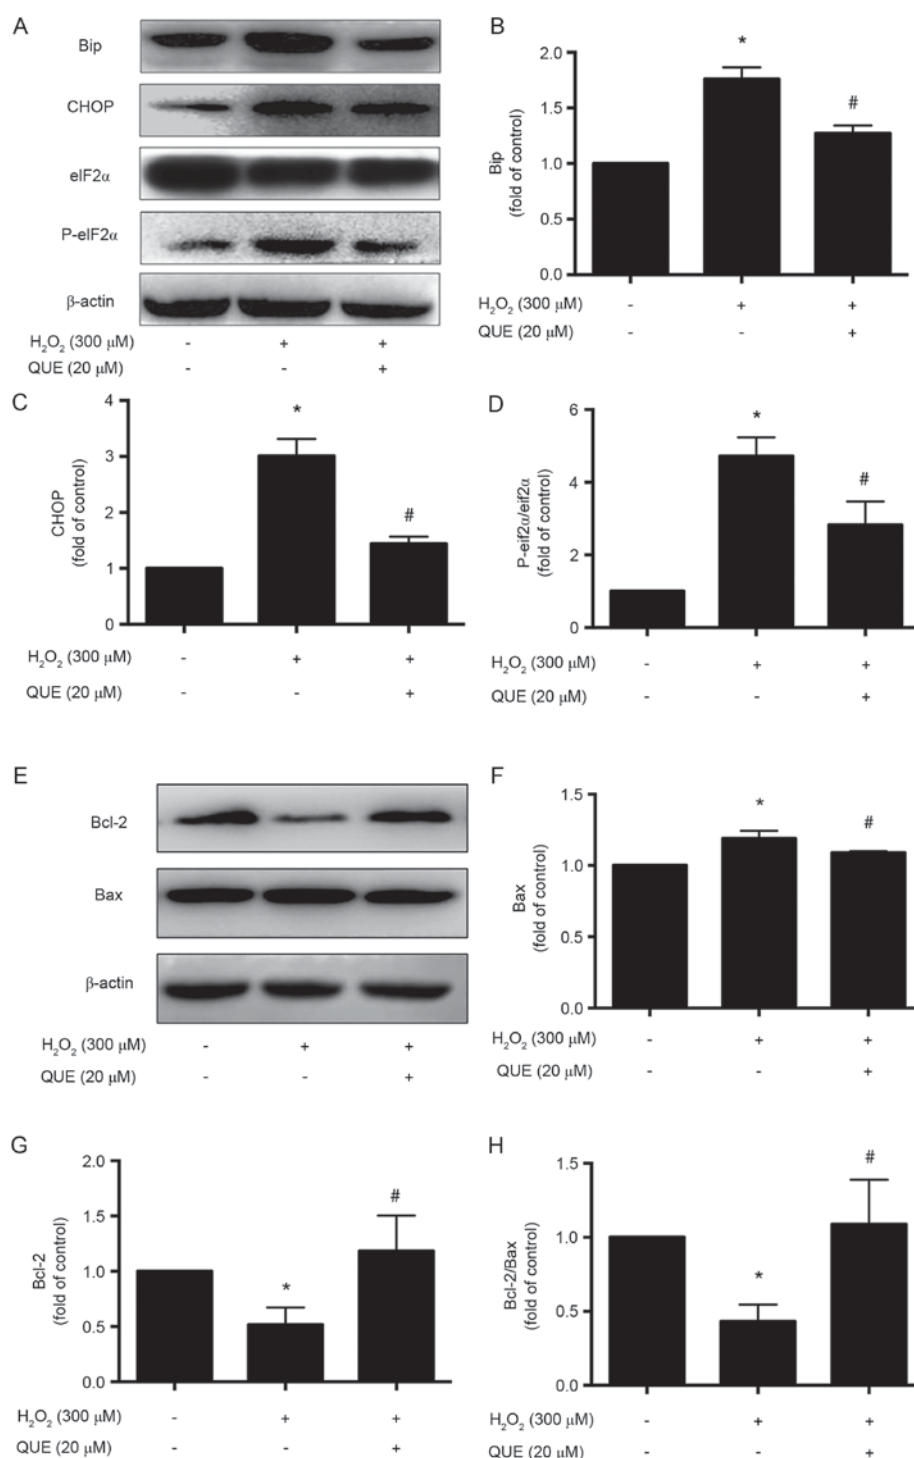 A
Bip
CHOP
eIF2α
P-eIF2α
β-actin
H₂O₂ (300 μM) - + +
QUE (20 μM) - - +
B
Bip
(fold of control)
2.0
1.5
1.0
0.5
0.0
*
#
H₂O₂ (300 μM) - + +
QUE (20 μM) - - +
C
CHOP
(fold of control)
4
3
2
1
0
*
#
H₂O₂ (300 μM) - + +
QUE (20 μM) - - +
D
P-eif2α/eif2α
(fold of control)
6
4
2
0
*
#
H₂O₂ (300 μM) - + +
QUE (20 μM) - - +
E
Bcl-2
Bax
β-actin
H₂O₂ (300 μM) - + +
QUE (20 μM) - - +
F
Bax
(fold of control)
1.5
1.0
0.5
0.0
*
#
H₂O₂ (300 μM) - + +
QUE (20 μM) - - +
G
Bcl-2
(fold of control)
2.0
1.5
1.0
0.5
0.0
*
#
H₂O₂ (300 μM) - + +
QUE (20 μM) - - +
H
Bcl-2/Bax
(fold of control)
1.5
1.0
0.5
0.0
*
#
H₂O₂ (300 μM) - + +
QUE (20 μM) - - +